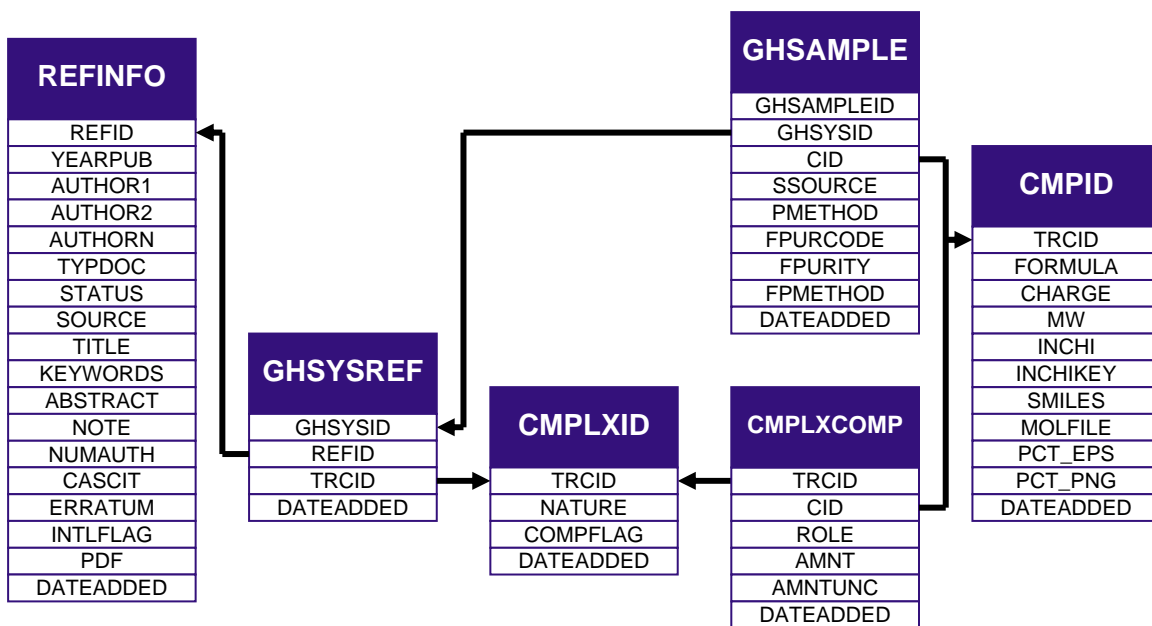 REFINFO
REFID
YEARPUB
AUTHOR1
AUTHOR2
AUTHORN
TYPDOC
STATUS
SOURCE
TITLE
KEYWORDS
ABSTRACT
NOTE
NUMAUTH
CASCIT
ERRATUM
INTLFLAG
PDF
DATEADDED
GHSYSREF
GHSYSID
REFID
TRCID
DATEADDED
CMPLXID
TRCID
NATURE
COMPFLAG
DATEADDED
GHSAMPLE
GHSAMPLEID
GHSYSID
CID
SSOURCE
PMETHOD
FPURCODE
FPURITY
FPMETHOD
DATEADDED
CMPLXCOMP
TRCID
CID
ROLE
AMNT
AMNTUNC
DATEADDED
CMPID
TRCID
FORMULA
CHARGE
MW
INCHI
INCHIKEY
SMILES
MOLFILE
PCT_EPS
PCT_PNG
DATEADDED